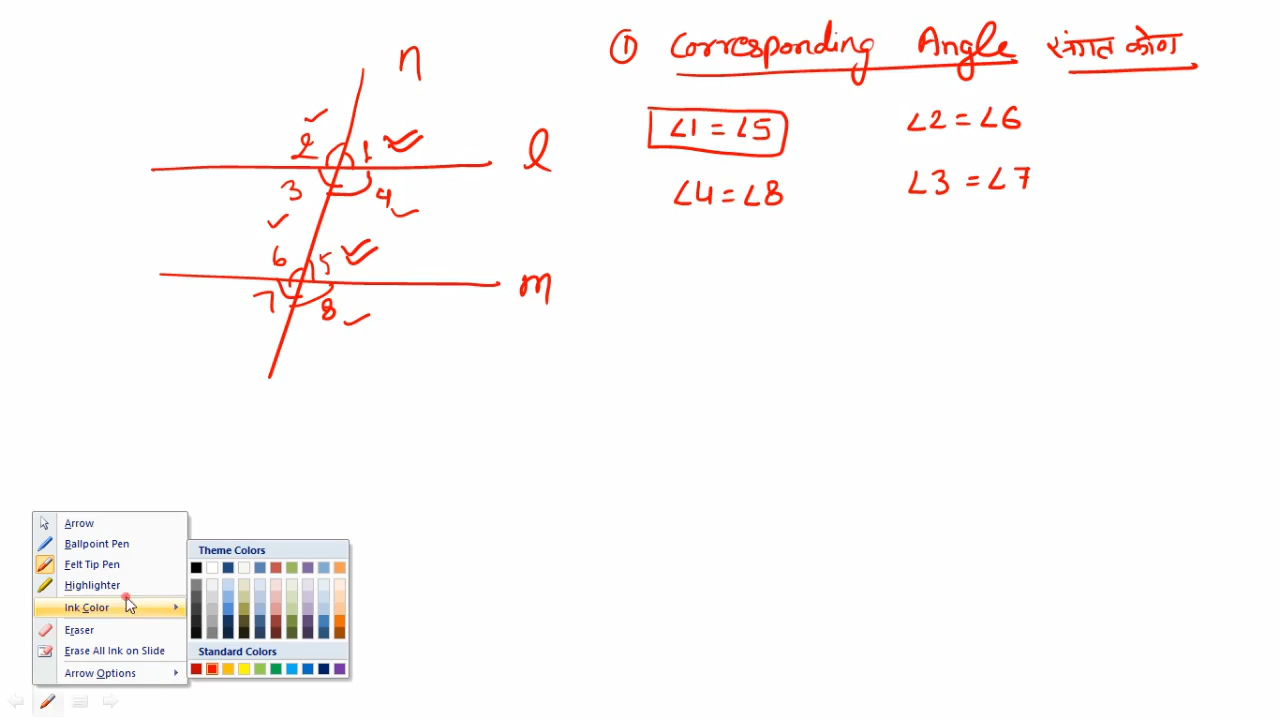 n
① Corresponding Angle संगत कोण
2 1 l
3 4
∠1 = ∠5 ∠2 = ∠6
∠4 = ∠8 ∠3 = ∠7
6 5 m
7 8
Arrow
Ballpoint Pen
Felt Tip Pen
Highlighter
Ink Color
Eraser
Erase All Ink on Slide
Arrow Options
Theme Colors
Standard Colors